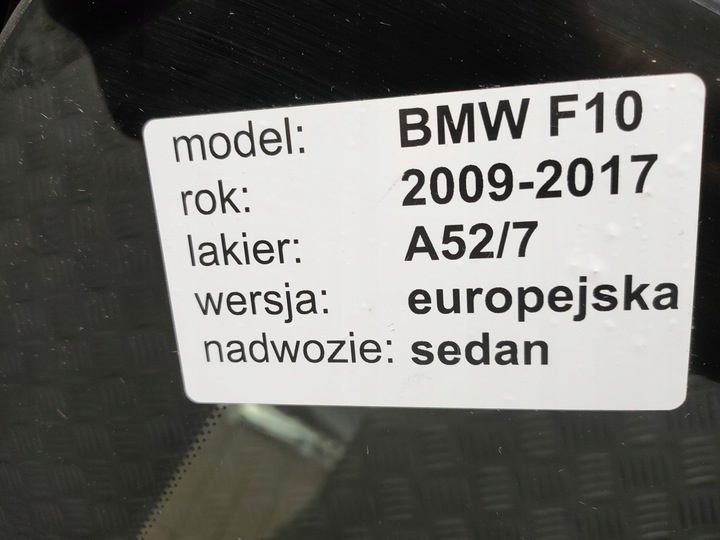 model: BMW F10
rok: 2009-2017
lakier: A52/7
wersja: europejska
nadwozie: sedan